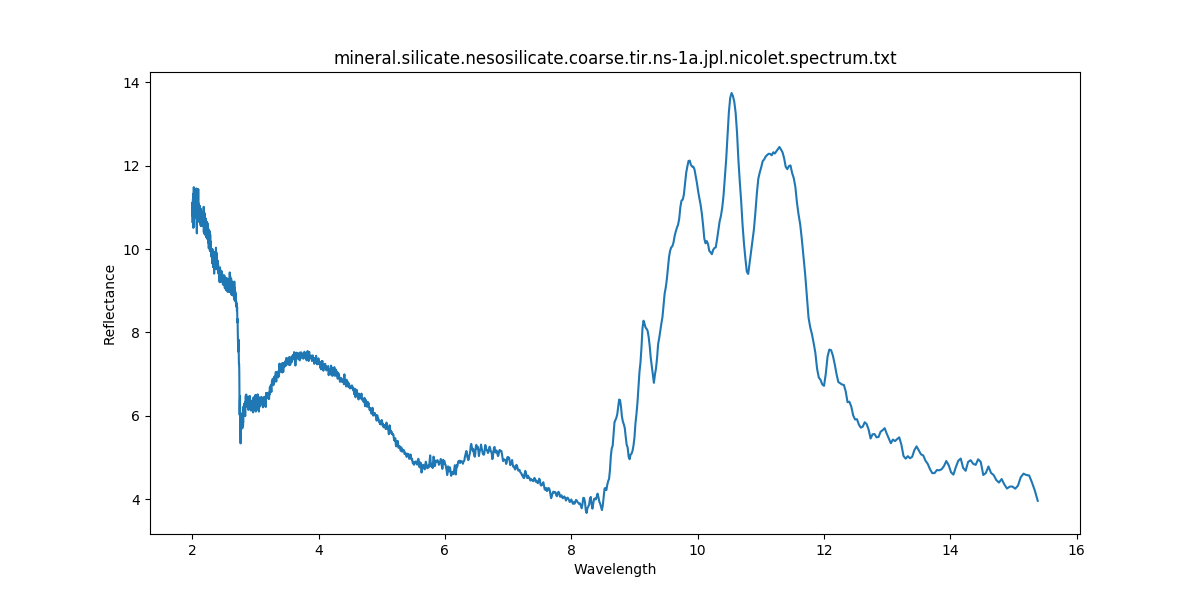 mineral.silicate.nesosilicate.coarse.tir.ns-1a.jpl.nicolet.spectrum.txt
14
12
10
8
6
4
Reflectance
2 4 6 8 10 12 14 16
Wavelength